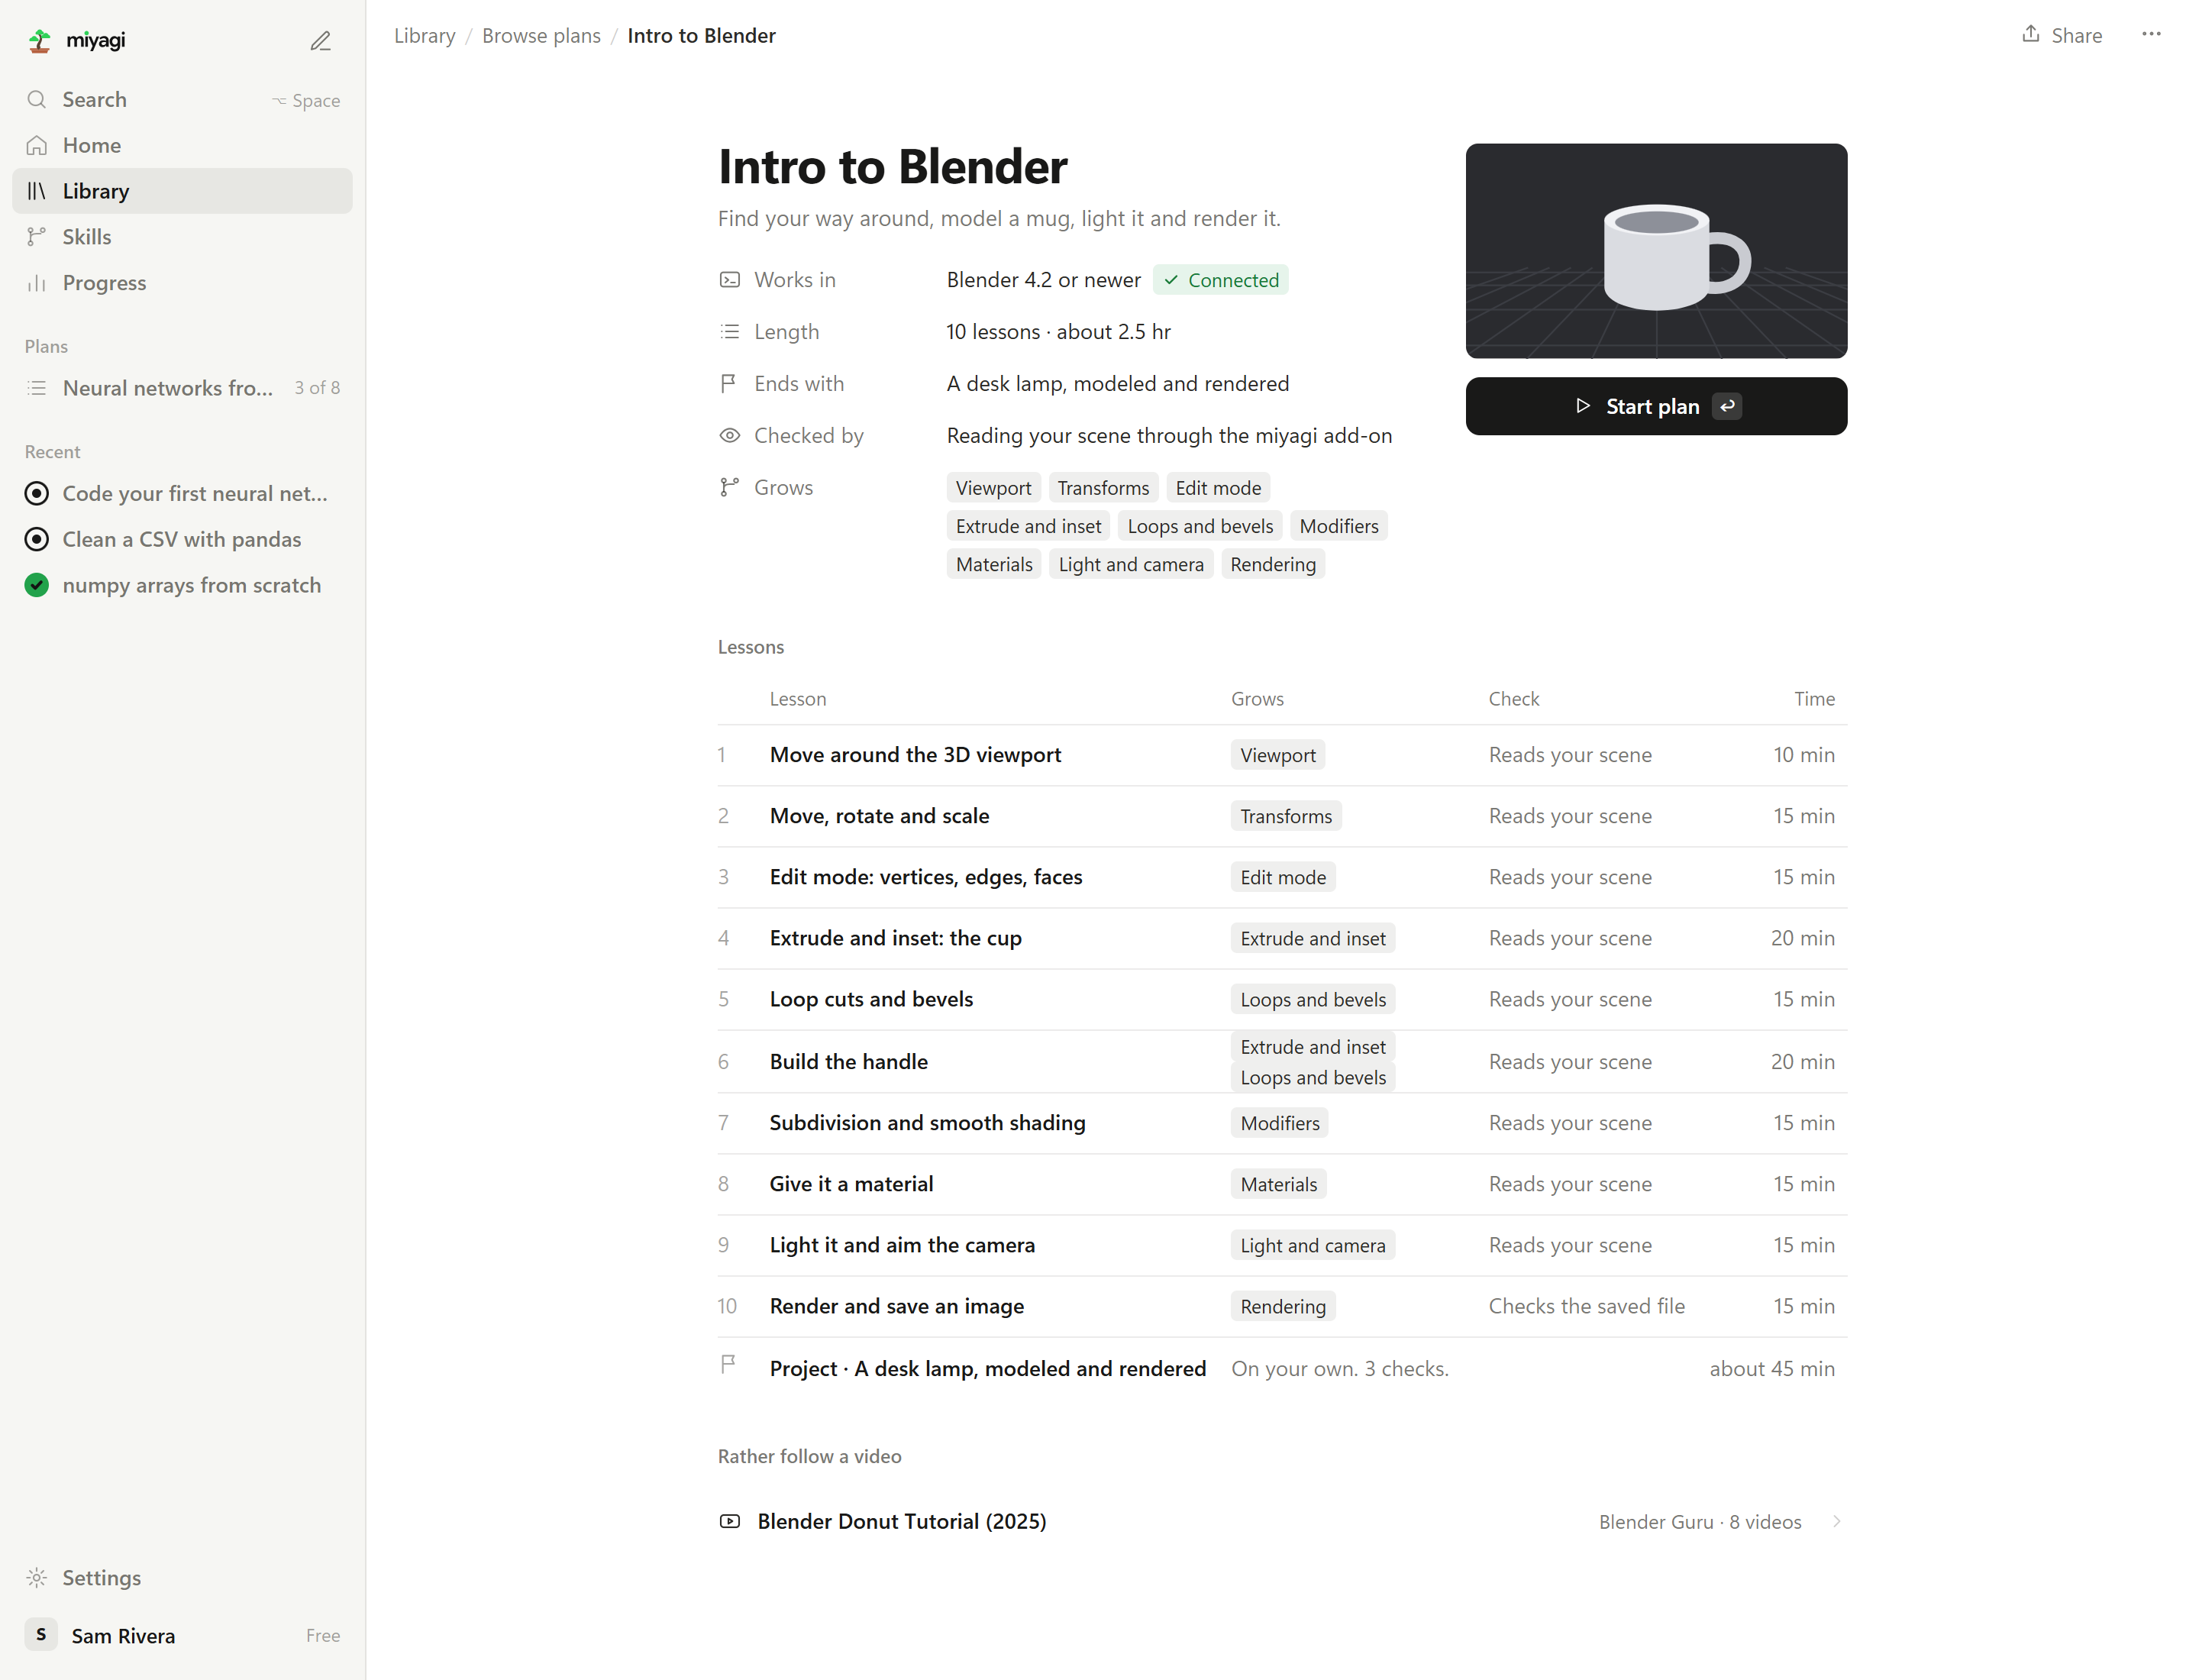 miyagi
Search
⌥ Space
Home
Library
Skills
Progress
Plans
Neural networks fro... 3 of 8
Recent
Code your first neural net...
Clean a CSV with pandas
numpy arrays from scratch
Settings
S Sam Rivera Free
Library / Browse plans / Intro to Blender
Share
Intro to Blender
Find your way around, model a mug, light it and render it.
Works in Blender 4.2 or newer Connected
Length 10 lessons · about 2.5 hr
Ends with A desk lamp, modeled and rendered
Checked by Reading your scene through the miyagi add-on
Grows Viewport Transforms Edit mode
Extrude and inset Loops and bevels Modifiers
Materials Light and camera Rendering
Start plan
Lessons
Lesson Grows Check Time
1 Move around the 3D viewport Viewport Reads your scene 10 min
2 Move, rotate and scale Transforms Reads your scene 15 min
3 Edit mode: vertices, edges, faces Edit mode Reads your scene 15 min
4 Extrude and inset: the cup Extrude and inset Reads your scene 20 min
5 Loop cuts and bevels Loops and bevels Reads your scene 15 min
6 Build the handle Extrude and inset Loops and bevels Reads your scene 20 min
7 Subdivision and smooth shading Modifiers Reads your scene 15 min
8 Give it a material Materials Reads your scene 15 min
9 Light it and aim the camera Light and camera Reads your scene 15 min
10 Render and save an image Rendering Checks the saved file 15 min
Project · A desk lamp, modeled and rendered On your own. 3 checks. about 45 min
Rather follow a video
Blender Donut Tutorial (2025) Blender Guru · 8 videos